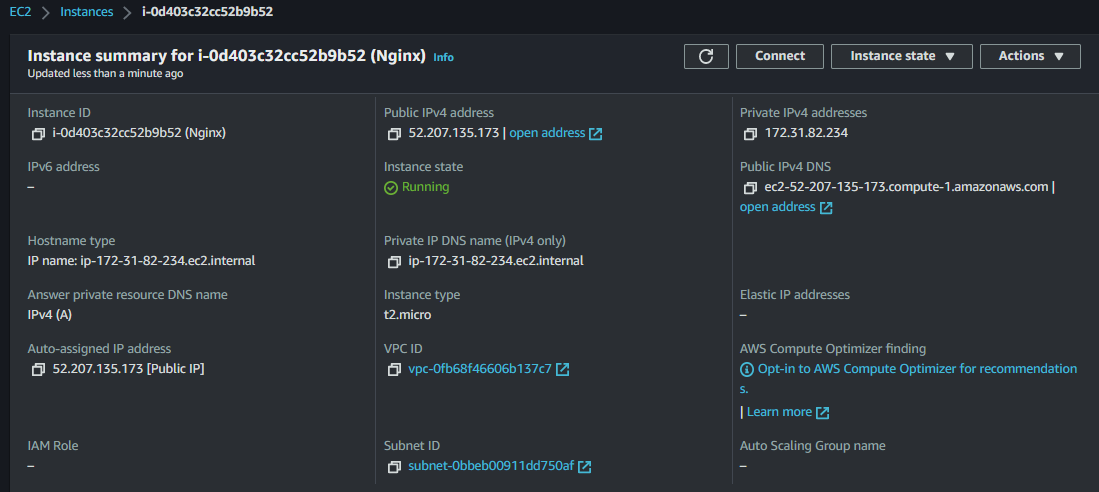 EC2 > Instances > i-0d403c32cc52b9b52
Instance summary for i-0d403c32cc52b9b52 (Nginx) Info
Updated less than a minute ago
Connect
Instance state
Actions
Instance ID
i-0d403c32cc52b9b52 (Nginx)
Public IPv4 address
52.207.135.173 | open address
Private IPv4 addresses
172.31.82.234
IPv6 address
–
Instance state
Running
Public IPv4 DNS
ec2-52-207-135-173.compute-1.amazonaws.com |
open address
Hostname type
IP name: ip-172-31-82-234.ec2.internal
Private IP DNS name (IPv4 only)
ip-172-31-82-234.ec2.internal
Answer private resource DNS name
IPv4 (A)
Instance type
t2.micro
Elastic IP addresses
–
Auto-assigned IP address
52.207.135.173 [Public IP]
VPC ID
vpc-0fb68f46606b137c7
AWS Compute Optimizer finding
Opt-in to AWS Compute Optimizer for recommendation
s.
| Learn more
IAM Role
–
Subnet ID
subnet-0bbeb00911dd750af
Auto Scaling Group name
–